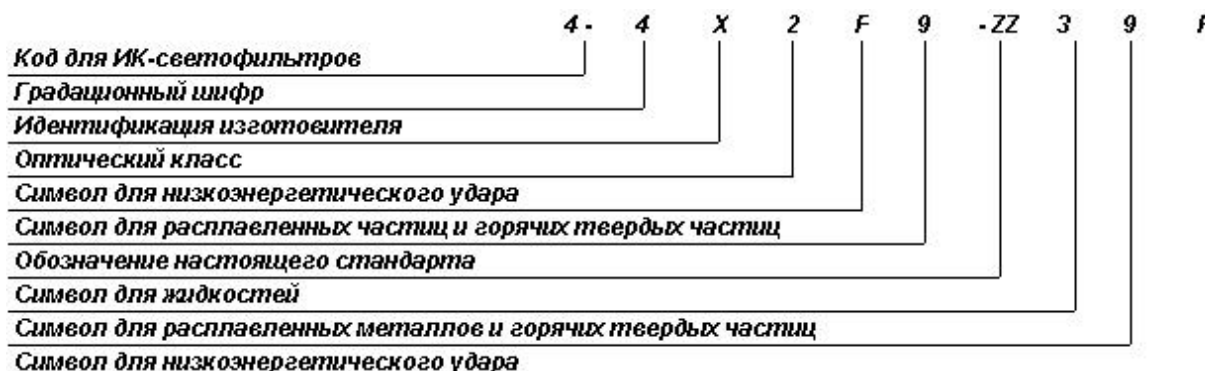 4- 4 X 2 F 9 -ZZ 3 9 F
Код для ИК-светофильтров
Градационный шифр
Идентификация изготовителя
Оптический класс
Символ для низкоэнергетического удара
Символ для расплавленных частиц и горячих твердых частиц
Обозначение настоящего стандарта
Символ для жидкостей
Символ для расплавленных металлов и горячих твердых частиц
Символ для низкоэнергетического удара